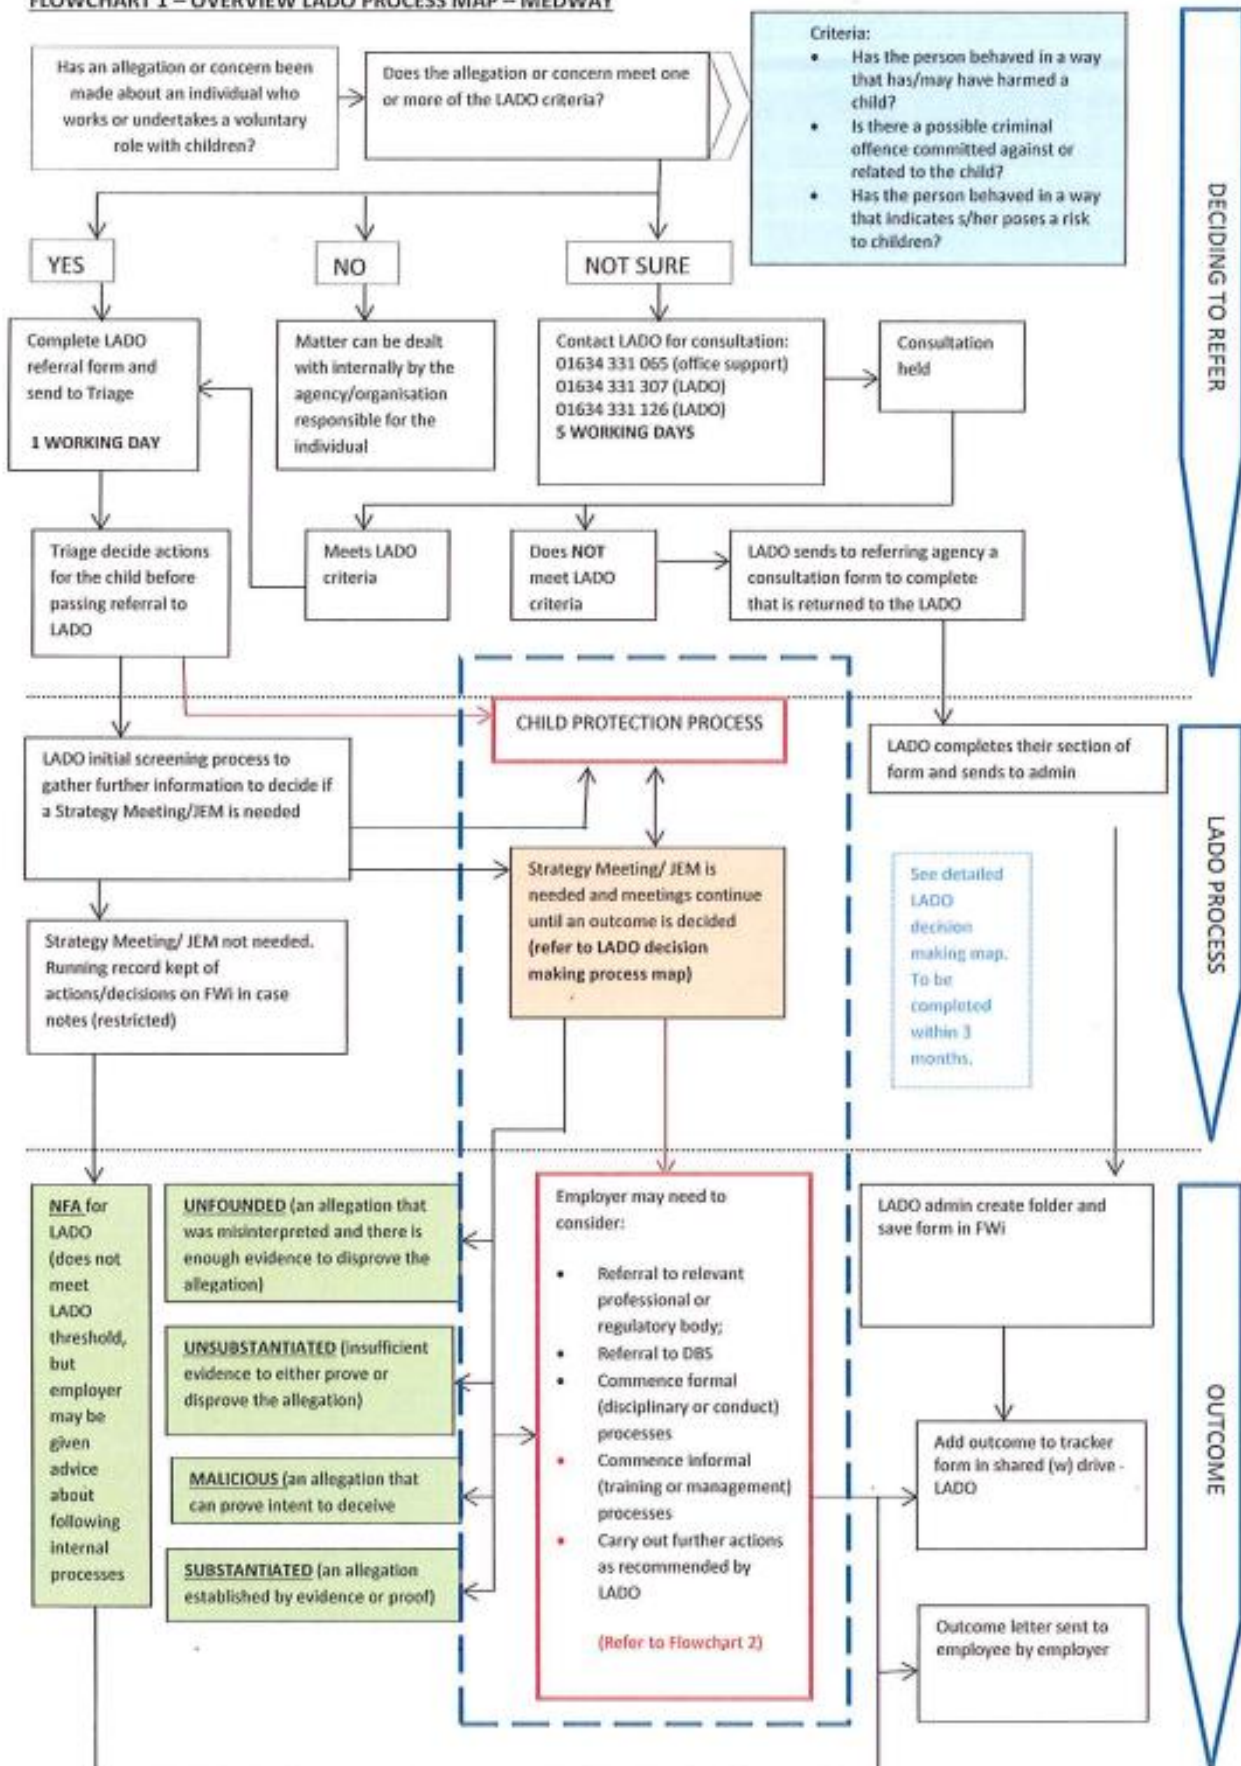 FLOWCHART 1 – OVERVIEW LADO PROCESS MAP – MEDWAY
Has an allegation or concern been
made about an individual who
works or undertakes a voluntary
role with children?
Does the allegation or concern meet one
or more of the LADO criteria?
Criteria:
• Has the person behaved in a way
that has/may have harmed a
child?
• Is there a possible criminal
offence committed against or
related to the child?
• Has the person behaved in a way
that indicates s/her poses a risk
to children?
DECIDING TO REFER
YES
NO
NOT SURE
Complete LADO
referral form and
send to Triage
1 WORKING DAY
Matter can be dealt
with internally by the
agency/organisation
responsible for the
individual
Contact LADO for consultation:
01634 331 065 (office support)
01634 331 307 (LADO)
01634 331 126 (LADO)
5 WORKING DAYS
Consultation
held
Triage decide actions
for the child before
passing referral to
LADO
Meets LADO
criteria
Does NOT
meet LADO
criteria
LADO sends to referring agency a
consultation form to complete
that is returned to the LADO
CHILD PROTECTION PROCESS
LADO initial screening process to
gather further information to decide if
a Strategy Meeting/JEM is needed
LADO completes their section of
form and sends to admin
LADO PROCESS
Strategy Meeting/ JEM is
needed and meetings continue
until an outcome is decided
(refer to LADO decision
making process map)
See detailed
LADO
decision
making map.
To be
completed
within 3
months.
Strategy Meeting/ JEM not needed.
Running record kept of
actions/decisions on FWi in case
notes (restricted)
NFA for
LADO
(does not
meet
LADO
threshold,
but
employer
may be
given
advice
about
following
internal
processes
UNFOUNDED (an allegation that
was misinterpreted and there is
enough evidence to disprove the
allegation)
UNSUBSTANTIATED (insufficient
evidence to either prove or
disprove the allegation)
MALICIOUS (an allegation that
can prove intent to deceive
SUBSTANTIATED (an allegation
established by evidence or proof)
Employer may need to
consider:
• Referral to relevant
professional or
regulatory body;
• Referral to DBS
• Commence formal
(disciplinary or conduct)
processes
• Commence informal
(training or management)
processes
• Carry out further actions
as recommended by
LADO
(Refer to Flowchart 2)
LADO admin create folder and
save form in FWi
Add outcome to tracker
form in shared (w) drive -
LADO
Outcome letter sent to
employee by employer
OUTCOME